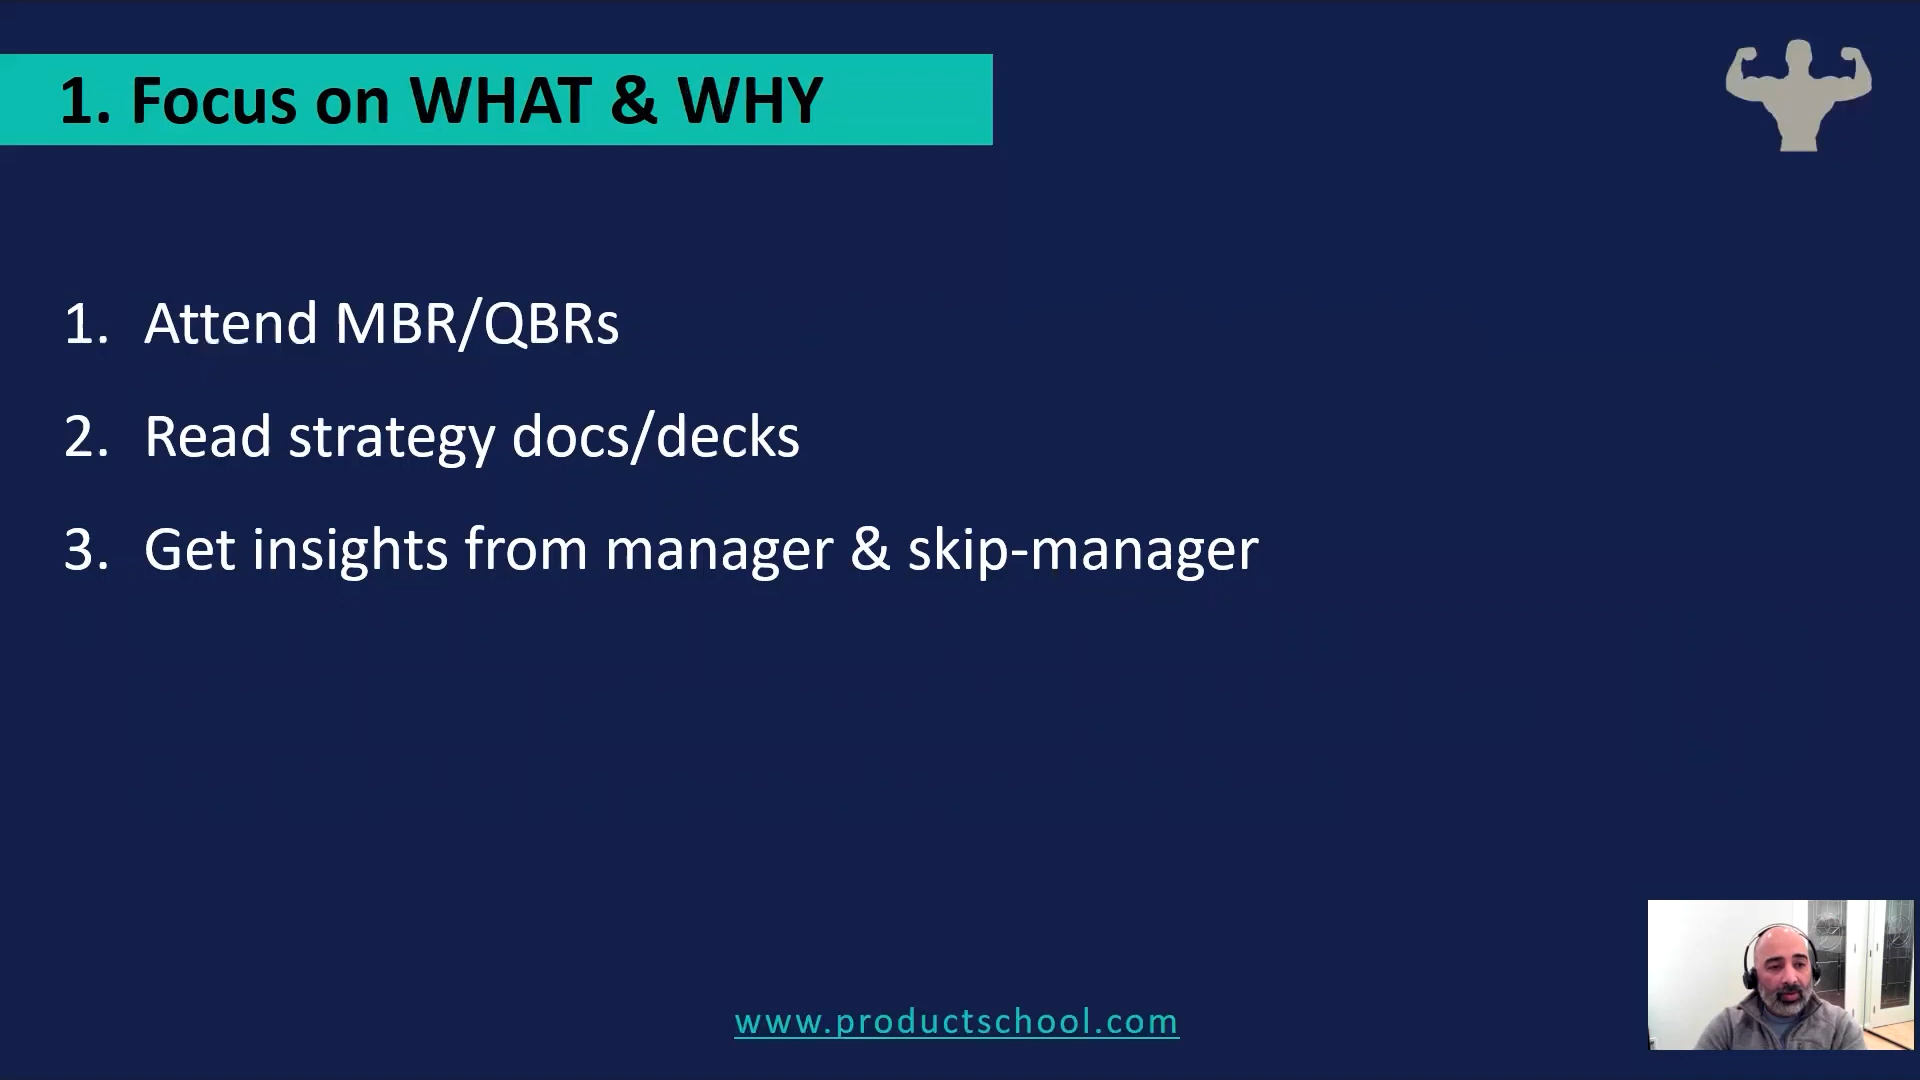 1. Focus on WHAT & WHY
1. Attend MBR/QBRs
2. Read strategy docs/decks
3. Get insights from manager & skip-manager
www.productschool.com